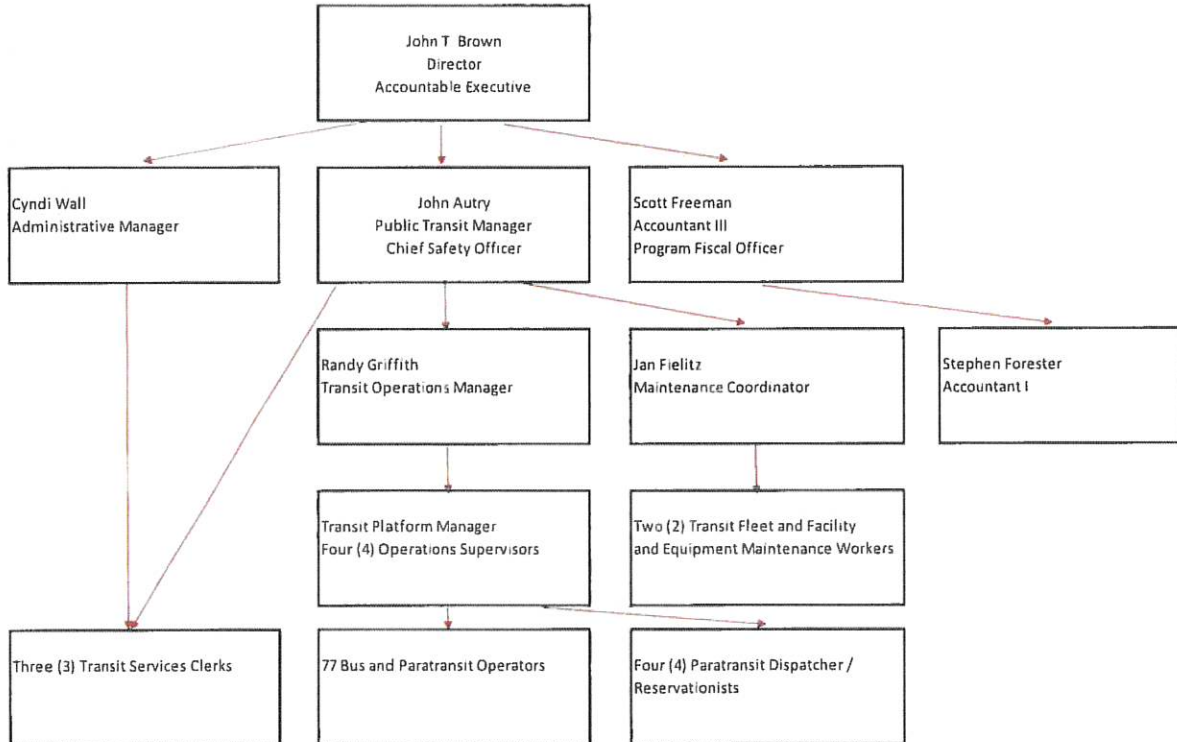 John T Brown
Director
Accountable Executive
Cyndi Wall
Administrative Manager
John Autry
Public Transit Manager
Chief Safety Officer
Scott Freeman
Accountant III
Program Fiscal Officer
Randy Griffith
Transit Operations Manager
Jan Fielitz
Maintenance Coordinator
Stephen Forester
Accountant I
Transit Platform Manager
Four (4) Operations Supervisors
Two (2) Transit Fleet and Facility
and Equipment Maintenance Workers
Three (3) Transit Services Clerks
77 Bus and Paratransit Operators
Four (4) Paratransit Dispatcher /
Reservationists